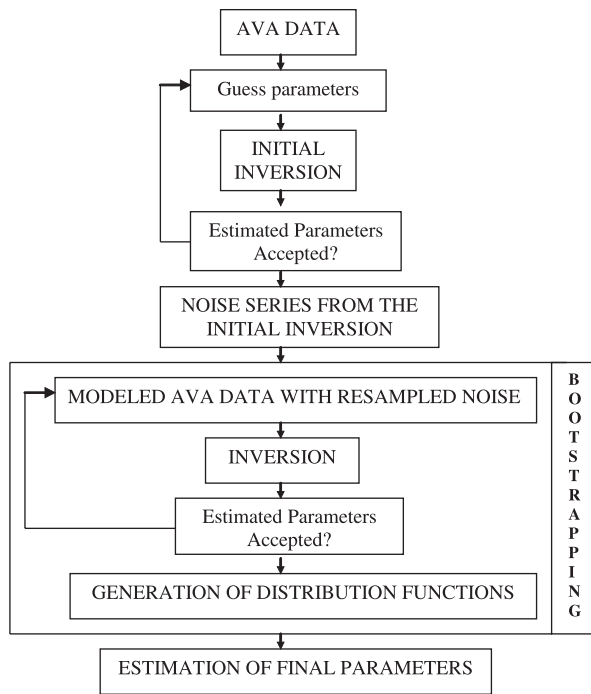 AVA DATA
Guess parameters
INITIAL
INVERSION
Estimated Parameters
Accepted?
NOISE SERIES FROM THE
INITIAL INVERSION
MODELED AVA DATA WITH RESAMPLED NOISE
INVERSION
Estimated Parameters
Accepted?
GENERATION OF DISTRIBUTION FUNCTIONS
BOOTSTRAPPING
ESTIMATION OF FINAL PARAMETERS